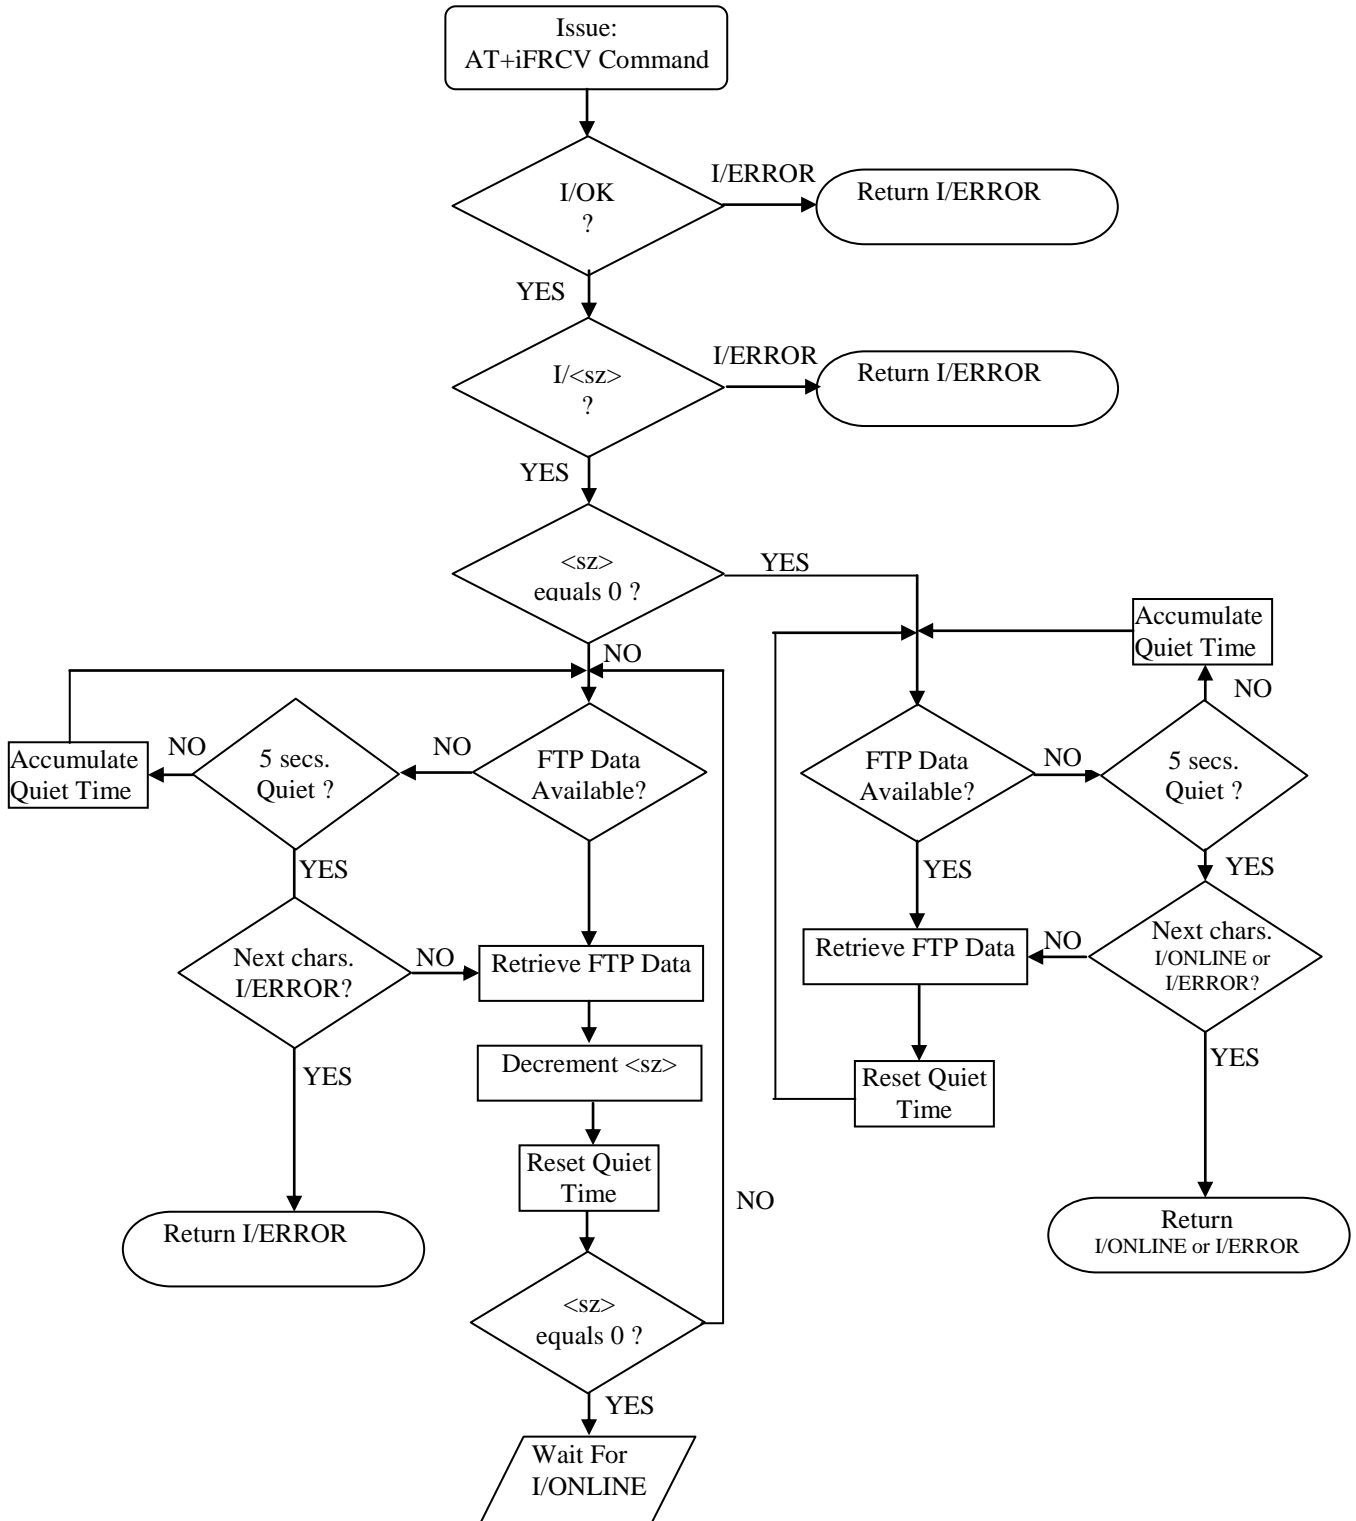 Issue:
AT+iFRCV Command
I/OK
?
I/ERROR
Return I/ERROR
YES
I/<sz>
?
I/ERROR
Return I/ERROR
YES
<sz>
equals 0 ?
YES
NO
Accumulate
Quiet Time
NO
5 secs.
Quiet ?
NO
FTP Data
Available?
NO
Accumulate
Quiet Time
YES
Next chars.
I/ERROR?
NO
Retrieve FTP Data
YES
Decrement <sz>
Reset Quiet
Time
Return I/ERROR
NO
<sz>
equals 0 ?
YES
Wait For
I/ONLINE
FTP Data
Available?
NO
5 secs.
Quiet ?
YES
YES
Retrieve FTP Data
NO
Next chars.
I/ONLINE or
I/ERROR?
YES
Reset Quiet
Time
Return
I/ONLINE or I/ERROR